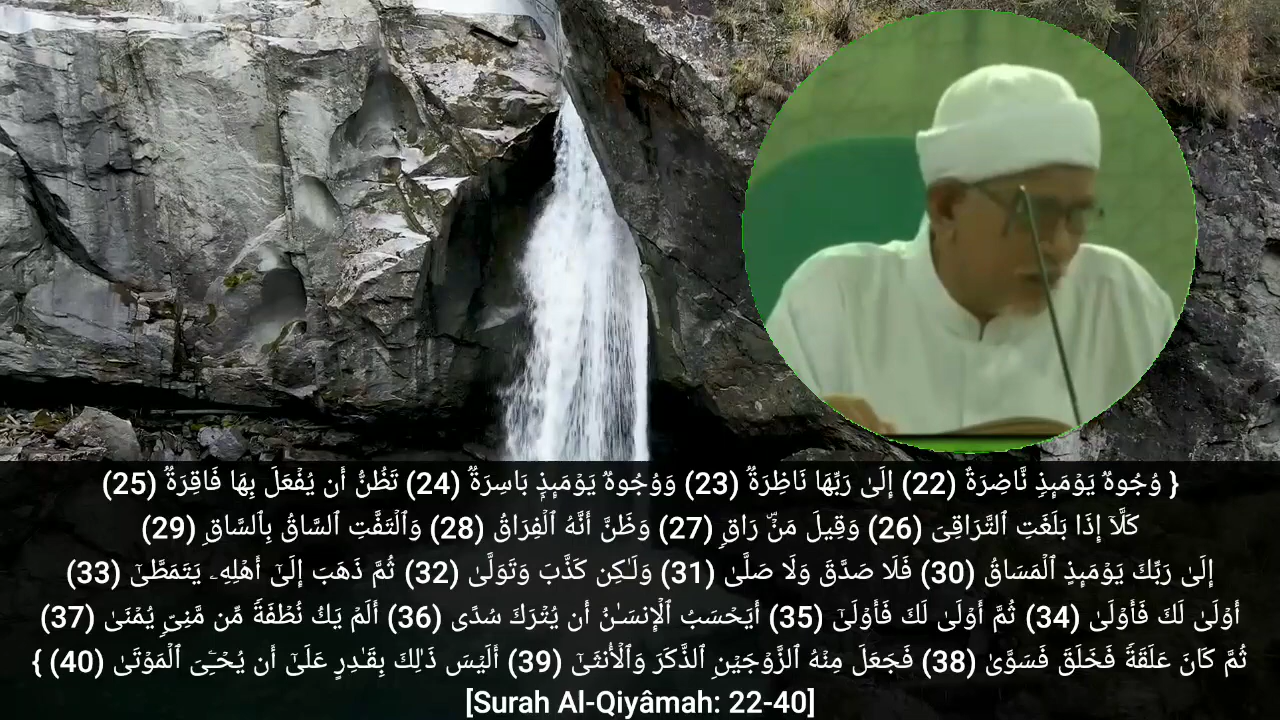 { وُجُوهٌ یَوۡمَىِٕذࣲ نَّاضِرَةٌ (22) إِلَىٰ رَبِّهَا نَاظِرَةࣱ (23) وَوُجُوهࣱ یَوۡمَىِٕذِۭ بَاسِرَةࣱ (24) تَظُنُّ أَن یُفۡعَلَ بِهَا فَاقِرَةࣱ (25)
كَلَّاۤ إِذَا بَلَغَتِ ٱلتَّرَاقِیَ (26) وَقِیلَ مَنۡۜ رَاقࣲ (27) وَظَنَّ أَنَّهُ ٱلۡفِرَاقُ (28) وَٱلۡتَفَّتِ ٱلسَّاقُ بِٱلسَّاقِ (29)
إِلَىٰ رَبِّكَ یَوۡمَىِٕذٍ ٱلۡمَسَاقُ (30) فَلَا صَدَّقَ وَلَا صَلَّىٰ (31) وَلَـٰكِن كَذَّبَ وَتَوَلَّىٰ (32) ثُمَّ ذَهَبَ إِلَىٰۤ أَهۡلِهِۦ یَتَمَطَّىٰۤ (33)
أَوۡلَىٰ لَكَ فَأَوۡلَىٰ (34) ثُمَّ أَوۡلَىٰ لَكَ فَأَوۡلَىٰۤ (35) أَیَحۡسَبُ ٱلۡإِنسَـٰنُ أَن یُتۡرَكَ سُدًى (36) أَلَمۡ یَكُ نُطۡفَةࣰ مِّن مَّنِیࣲّ یُمۡنَىٰ (37)
ثُمَّ كَانَ عَلَقَةࣰ فَخَلَقَ فَسَوَّىٰ (38) فَجَعَلَ مِنۡهُ ٱلزَّوۡجَیۡنِ ٱلذَّكَرَ وَٱلۡأُنثَىٰۤ (39) أَلَیۡسَ ذَ ٰ⁠لِكَ بِقَـٰدِرٍ عَلَىٰۤ أَن یُحۡـِۧیَ ٱلۡمَوۡتَىٰ (40) }
[Surah Al-Qiyâmah: 22-40]